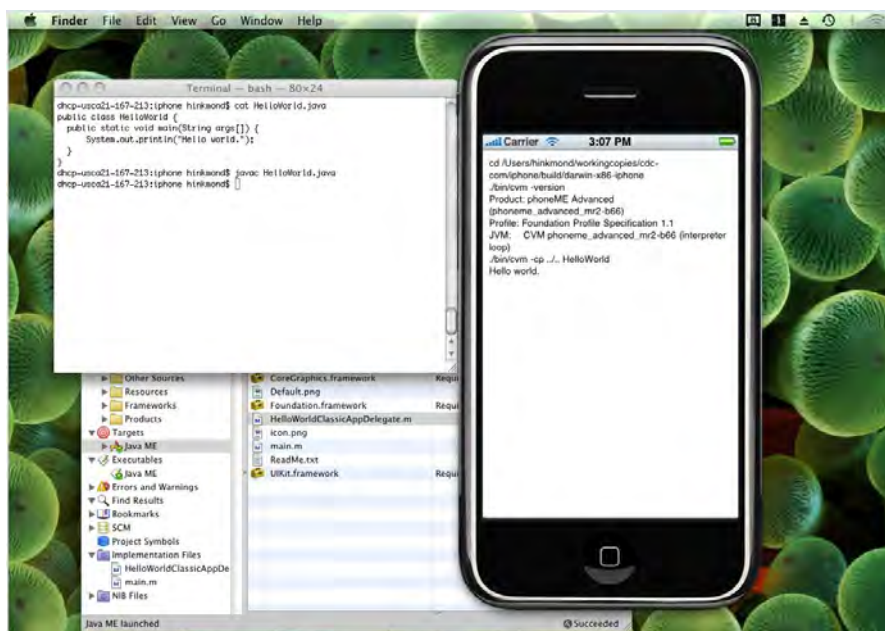 Finder File Edit View Go Window Help
Terminal — bash — 80×24
dhcp-usca21-167-213:iphone hinkmond$ cat HelloWorld.java
public class HelloWorld {
  public static void main(String args[]) {
    System.out.println("Hello world.");
  }
}
dhcp-usca21-167-213:iphone hinkmond$ javac HelloWorld.java
dhcp-usca21-167-213:iphone hinkmond$
Carrier 3:07 PM
cd /Users/hinkmond/workingcopies/cdc-
com/iphone/build/darwin-x86-iphone
./bin/cvm -version
Product: phoneME Advanced
(phoneme_advanced_mr2-b66)
Profile: Foundation Profile Specification 1.1
JVM: CVM phoneme_advanced_mr2-b66 (interpreter
loop)
./bin/cvm -cp ../.. HelloWorld
Hello world.
Other Sources
Resources
Frameworks
Products
Targets
Java ME
Executables
Java ME
Errors and Warnings
Find Results
Bookmarks
SCM
Project Symbols
Implementation Files
HelloWorldClassicAppDe
main.m
NIB Files
CoreGraphics.framework Requi
Default.png
Foundation.framework Requi
HelloWorldClassicAppDelegate.m
icon.png
main.m
ReadMe.txt
UIKit.framework Requi
Java ME launched
Succeeded